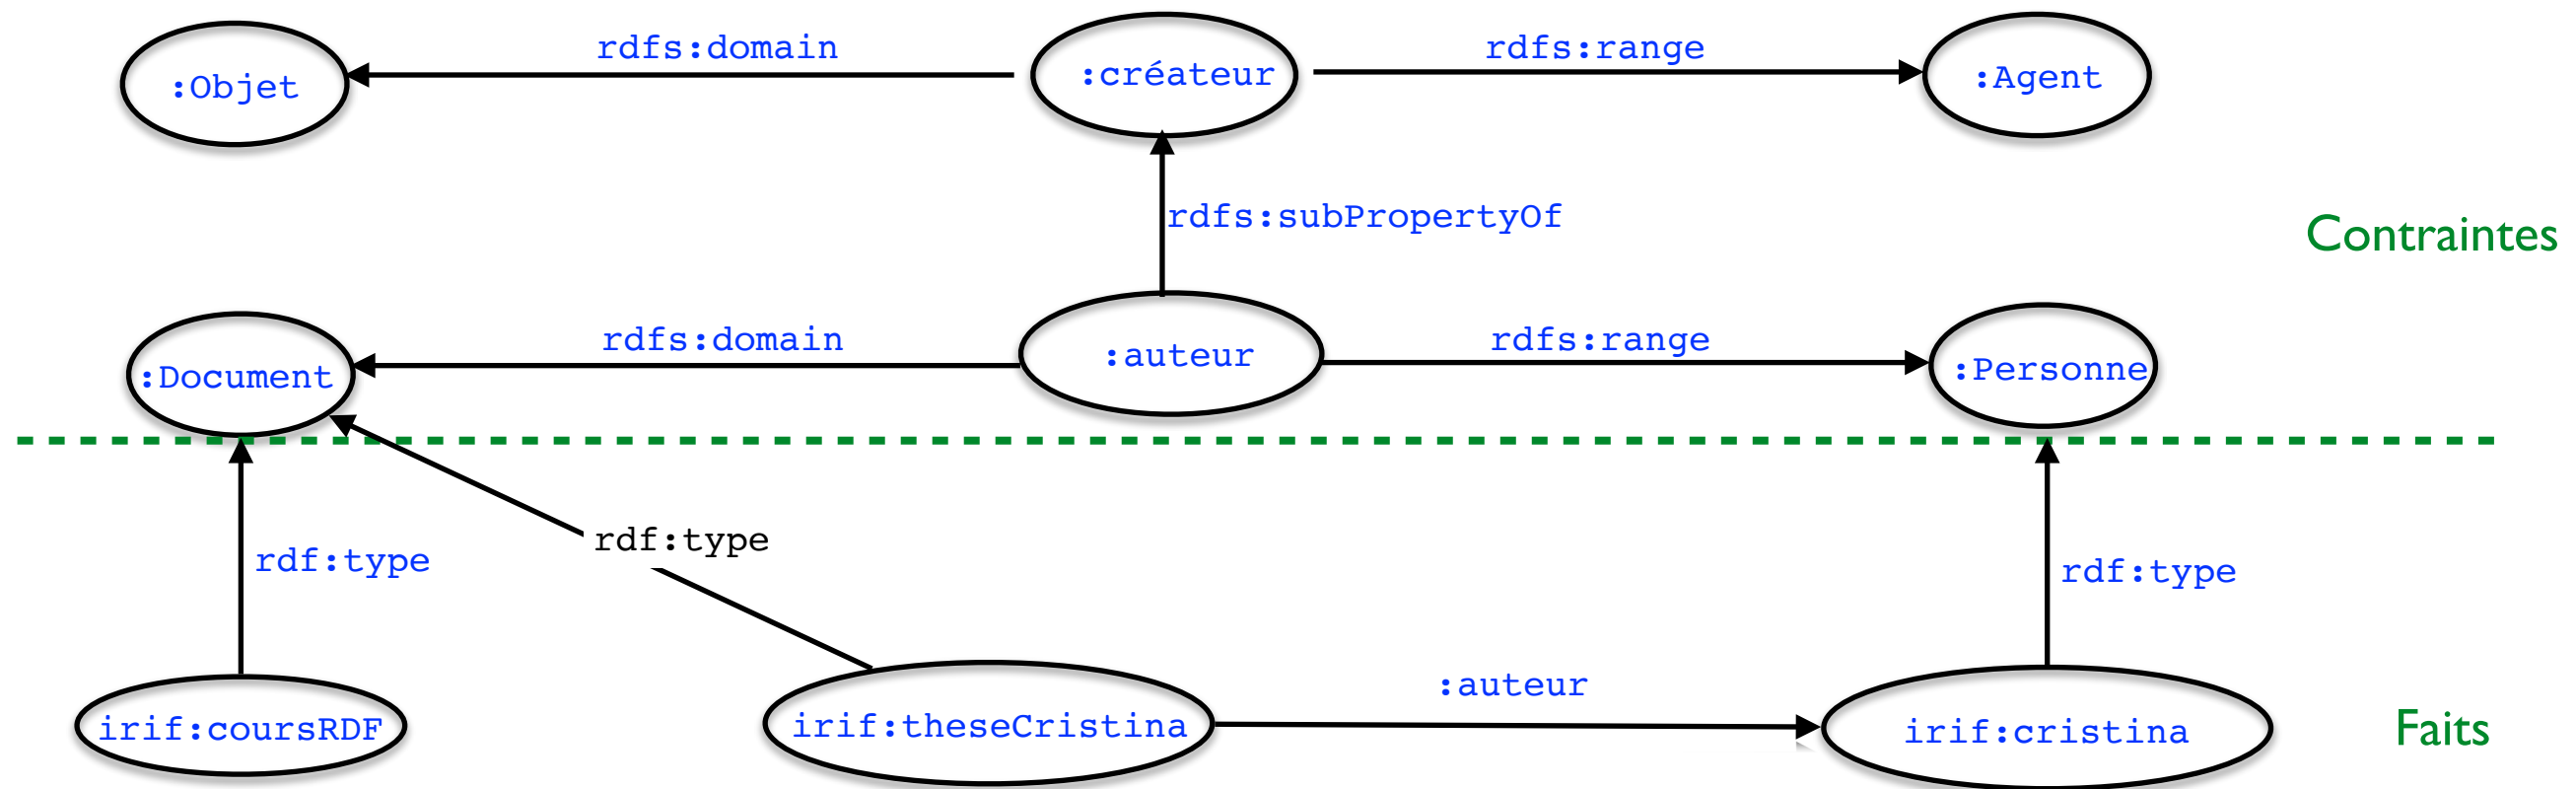 rdfs:domain
rdfs:range
:Objet
:créateur
:Agent
rdfs:subPropertyOf
Contraintes
rdfs:domain
rdfs:range
:Document
:auteur
:Personne
rdf:type
rdf:type
rdf:type
:auteur
irif:coursRDF
irif:theseCristina
irif:cristina
Faits